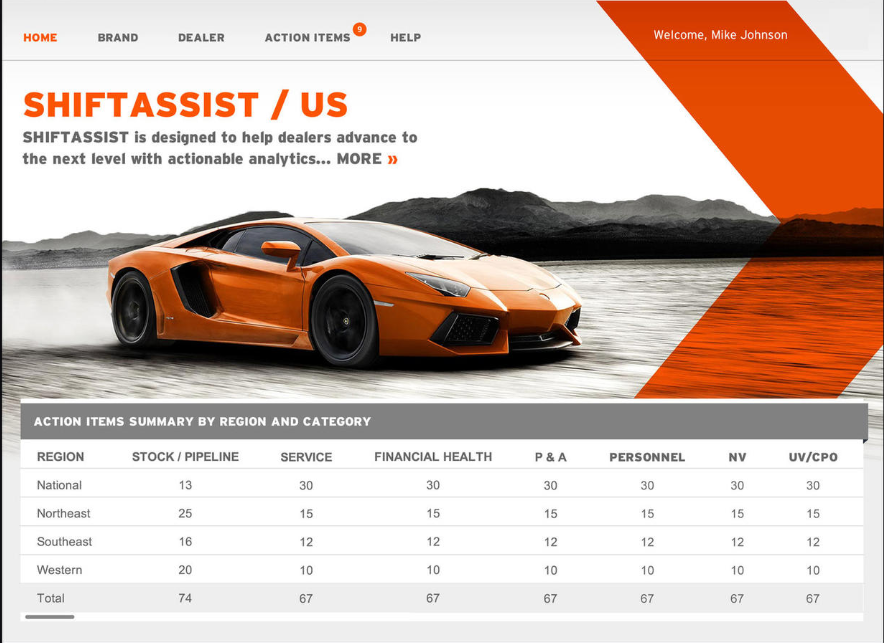 HOME BRAND DEALER ACTION ITEMS 9 HELP Welcome, Mike Johnson
SHIFTASSIST / US
SHIFTASSIST is designed to help dealers advance to
the next level with actionable analytics... MORE »
ACTION ITEMS SUMMARY BY REGION AND CATEGORY
REGION STOCK / PIPELINE SERVICE FINANCIAL HEALTH P & A PERSONNEL NV UV/CPO
National 13 30 30 30 30 30 30
Northeast 25 15 15 15 15 15 15
Southeast 16 12 12 12 12 12 12
Western 20 10 10 10 10 10 10
Total 74 67 67 67 67 67 67